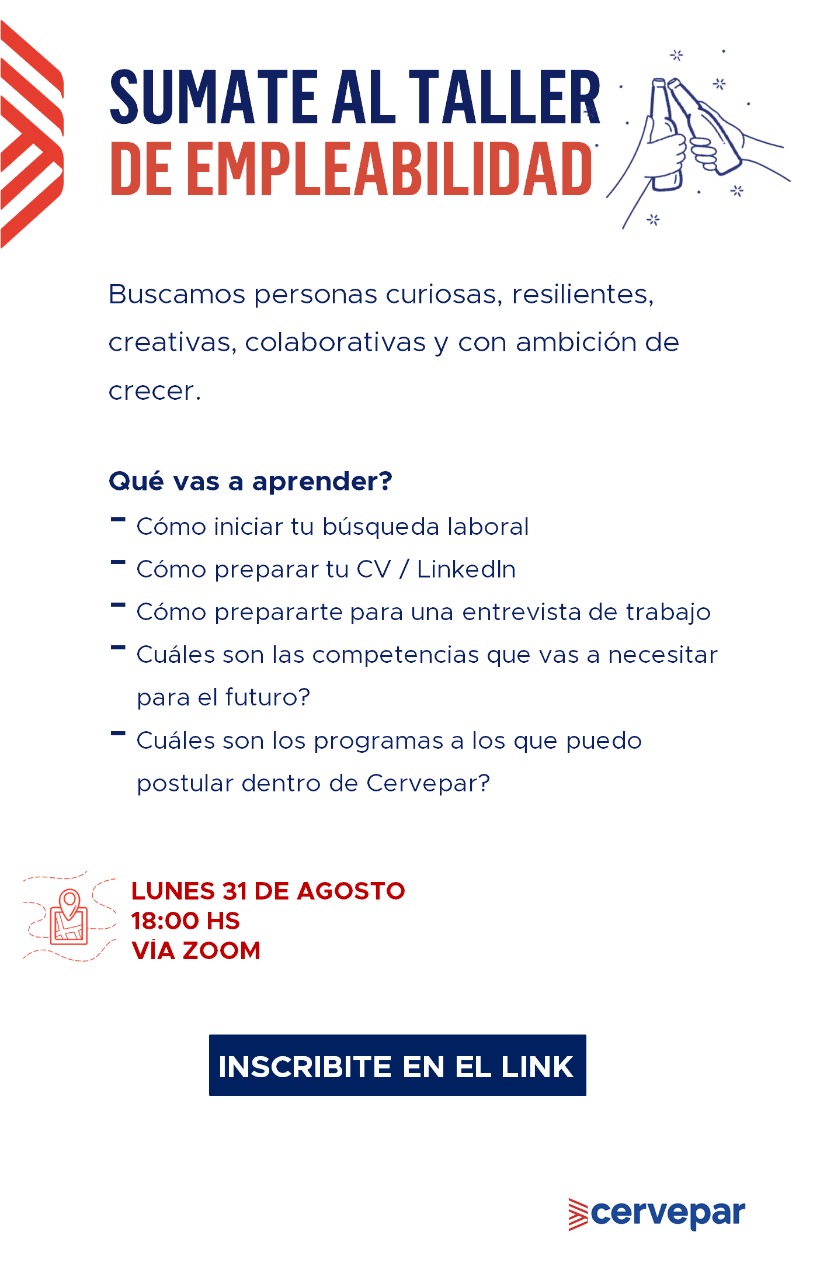 SUMATE AL TALLER
DE EMPLEABILIDAD
Buscamos personas curiosas, resilientes,
creativas, colaborativas y con ambición de
crecer.
Qué vas a aprender?
- Cómo iniciar tu búsqueda laboral
- Cómo preparar tu CV / LinkedIn
- Cómo prepararte para una entrevista de trabajo
- Cuáles son las competencias que vas a necesitar
para el futuro?
- Cuáles son los programas a los que puedo
postular dentro de Cervepar?
LUNES 31 DE AGOSTO
18:00 HS
VÍA ZOOM
INSCRIBITE EN EL LINK
cervepar